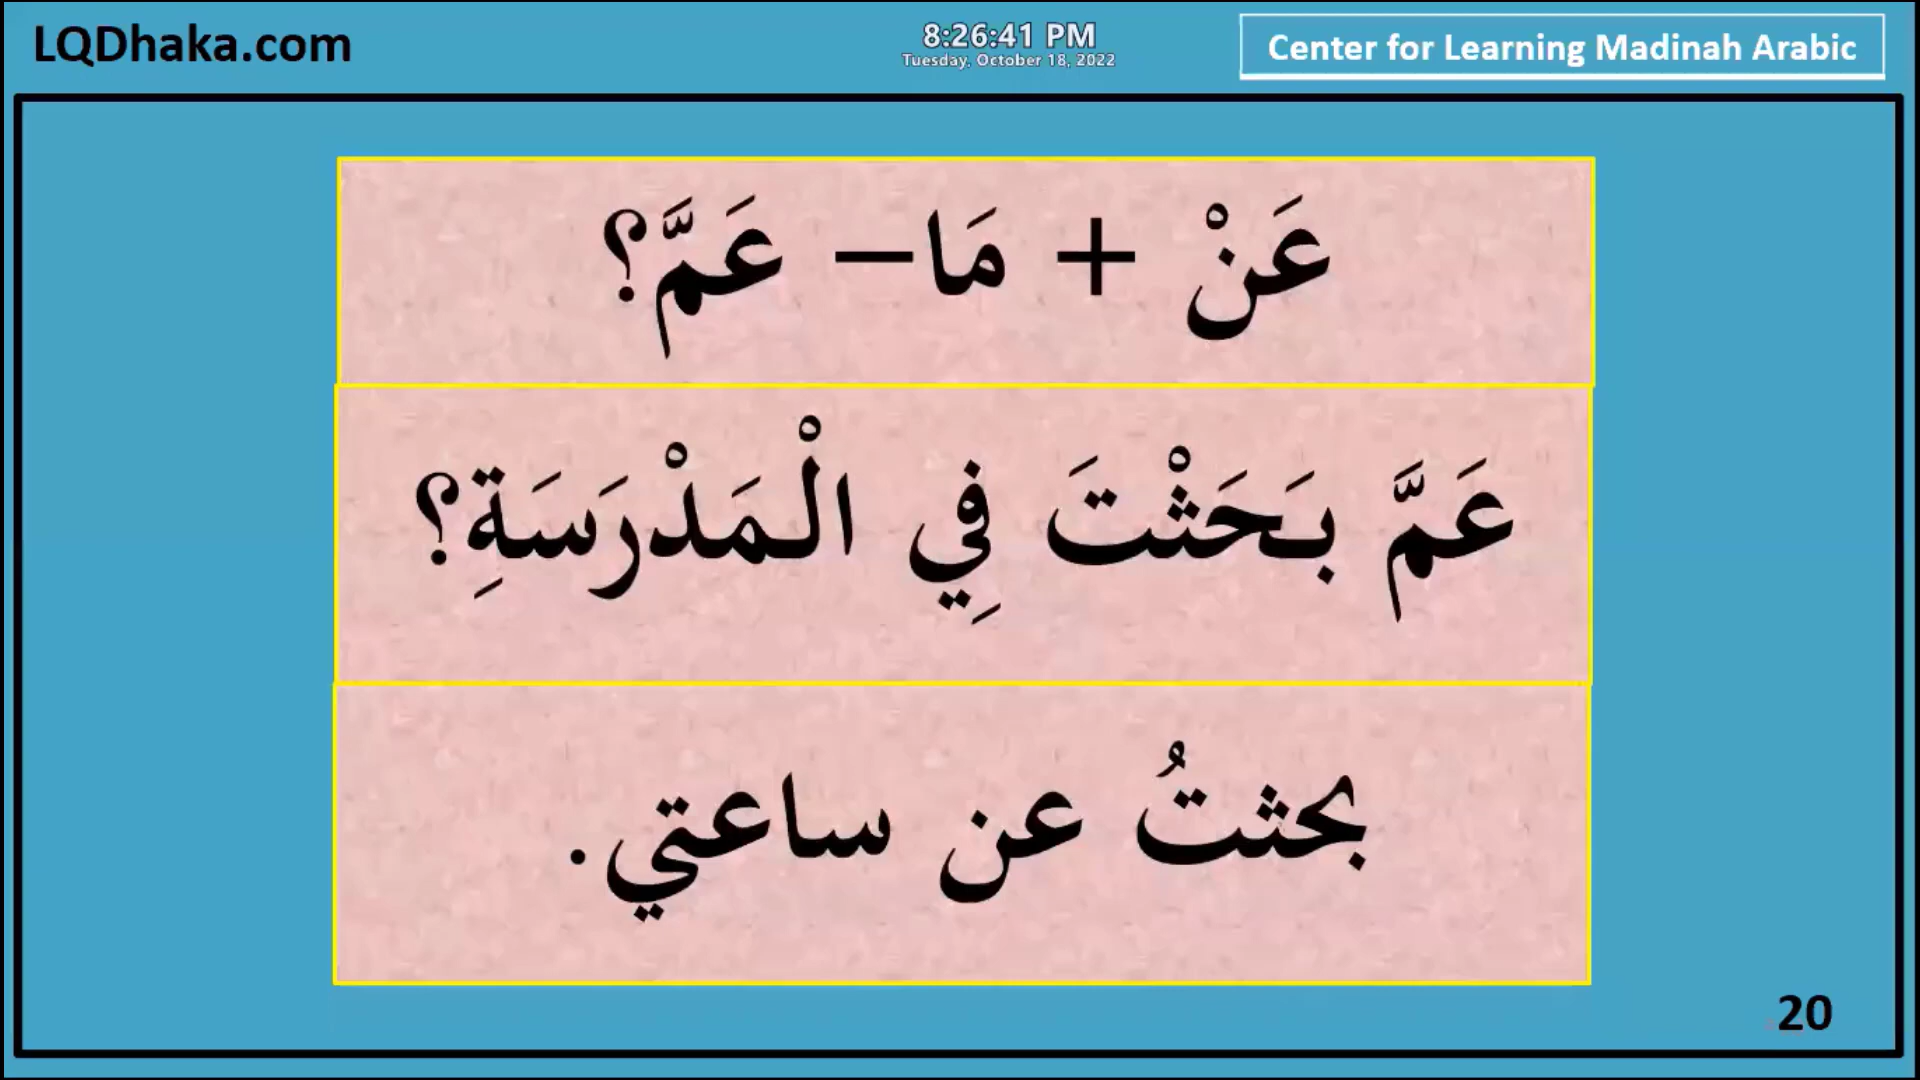 LQDhaka.com
8:26:41 PM
Tuesday, October 18, 2022
Center for Learning Madinah Arabic
عَنْ + مَا – عَمَّ؟
عَمَّ بَحَثْتَ فِي الْمَدْرَسَةِ؟
بحثتُ عن ساعتي.
20